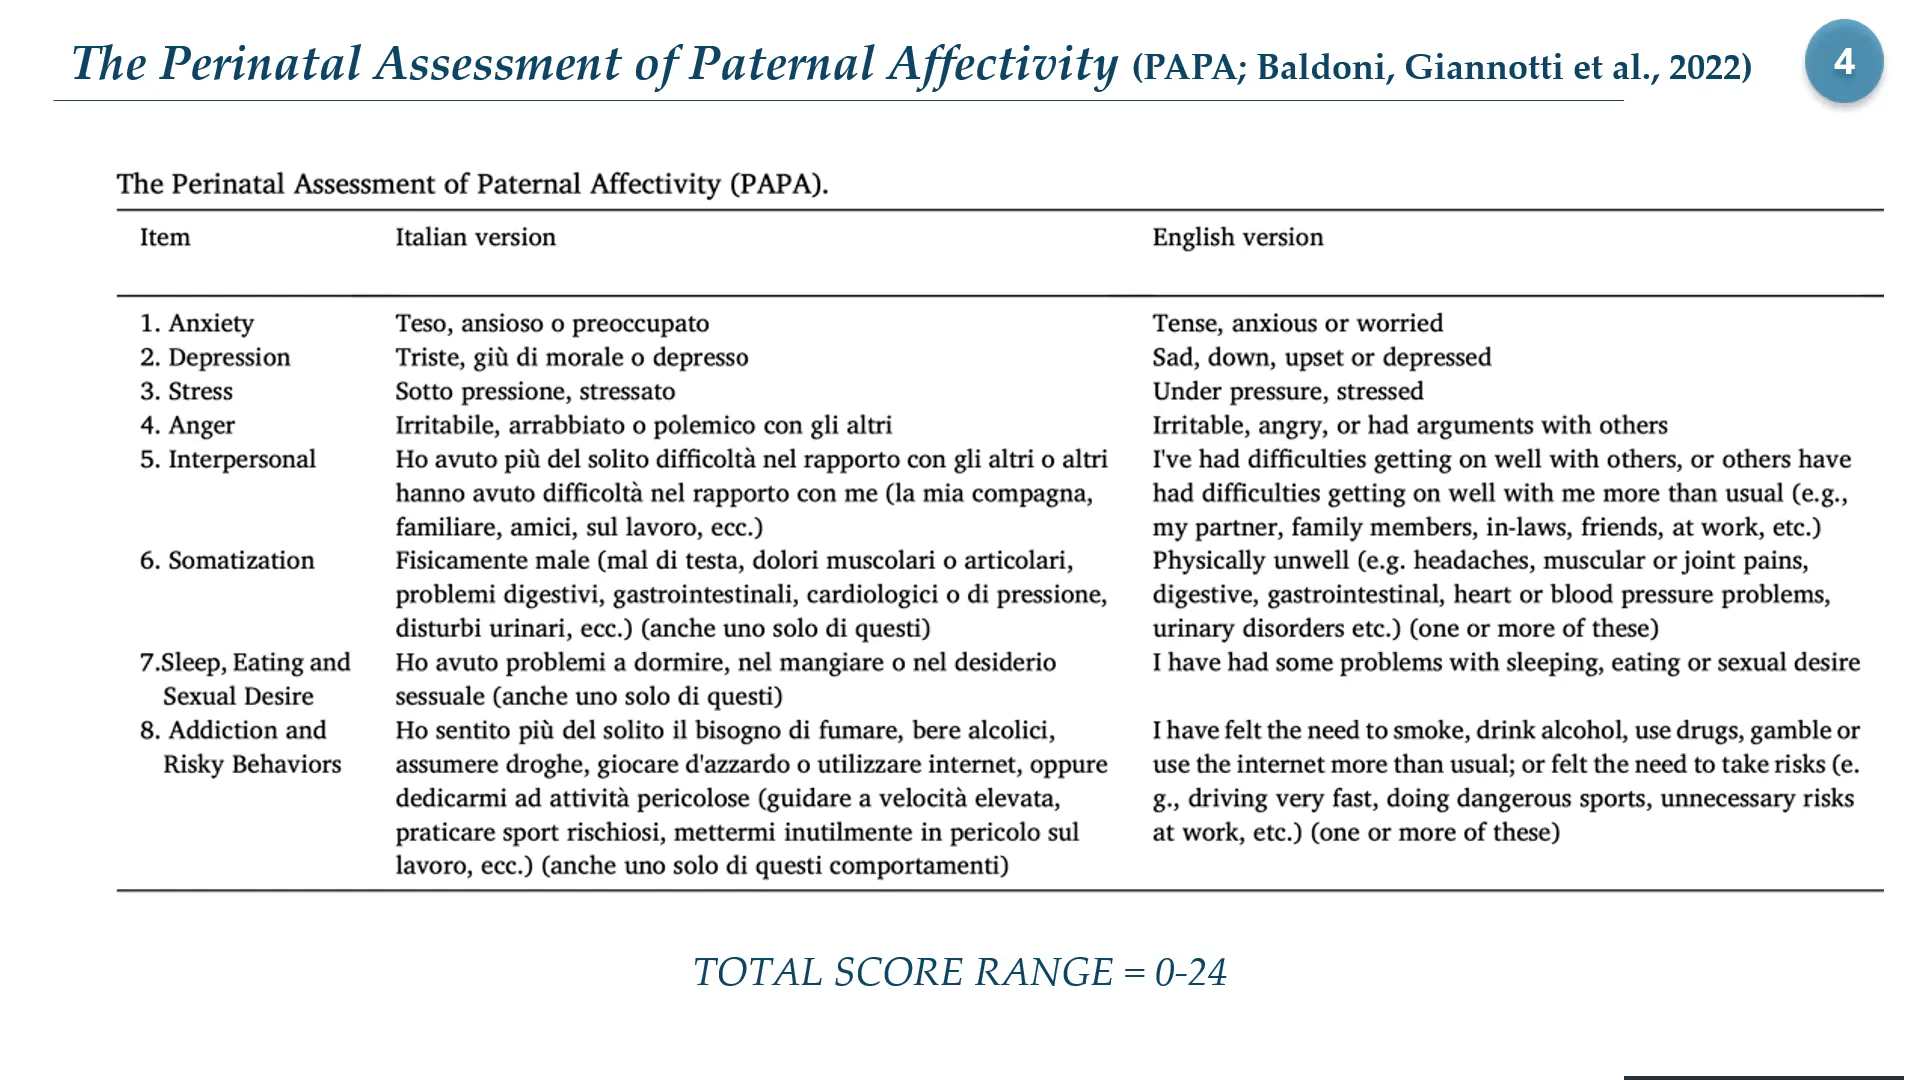 The Perinatal Assessment of Paternal Affectivity (PAPA; Baldoni, Giannotti et al., 2022)
4
The Perinatal Assessment of Paternal Affectivity (PAPA).
Item Italian version English version
1. Anxiety Teso, ansioso o preoccupato Tense, anxious or worried
2. Depression Triste, giù di morale o depresso Sad, down, upset or depressed
3. Stress Sotto pressione, stressato Under pressure, stressed
4. Anger Irritabile, arrabbiato o polemico con gli altri Irritable, angry, or had arguments with others
5. Interpersonal Ho avuto più del solito difficoltà nel rapporto con gli altri o altri I've had difficulties getting on well with others, or others have
hanno avuto difficoltà nel rapporto con me (la mia compagna, had difficulties getting on well with me more than usual (e.g.,
familiare, amici, sul lavoro, ecc.) my partner, family members, in-laws, friends, at work, etc.)
6. Somatization Fisicamente male (mal di testa, dolori muscolari o articolari, Physically unwell (e.g. headaches, muscular or joint pains,
problemi digestivi, gastrointestinali, cardiologici o di pressione, digestive, gastrointestinal, heart or blood pressure problems,
disturbi urinari, ecc.) (anche uno solo di questi) urinary disorders etc.) (one or more of these)
7.Sleep, Eating and Ho avuto problemi a dormire, nel mangiare o nel desiderio I have had some problems with sleeping, eating or sexual desire
Sexual Desire sessuale (anche uno solo di questi)
8. Addiction and Ho sentito più del solito il bisogno di fumare, bere alcolici, I have felt the need to smoke, drink alcohol, use drugs, gamble or
Risky Behaviors assumere droghe, giocare d'azzardo o utilizzare internet, oppure use the internet more than usual; or felt the need to take risks (e.
dedicarmi ad attività pericolose (guidare a velocità elevata, g., driving very fast, doing dangerous sports, unnecessary risks
praticare sport rischiosi, mettermi inutilmente in pericolo sul at work, etc.) (one or more of these)
lavoro, ecc.) (anche uno solo di questi comportamenti)
TOTAL SCORE RANGE = 0-24